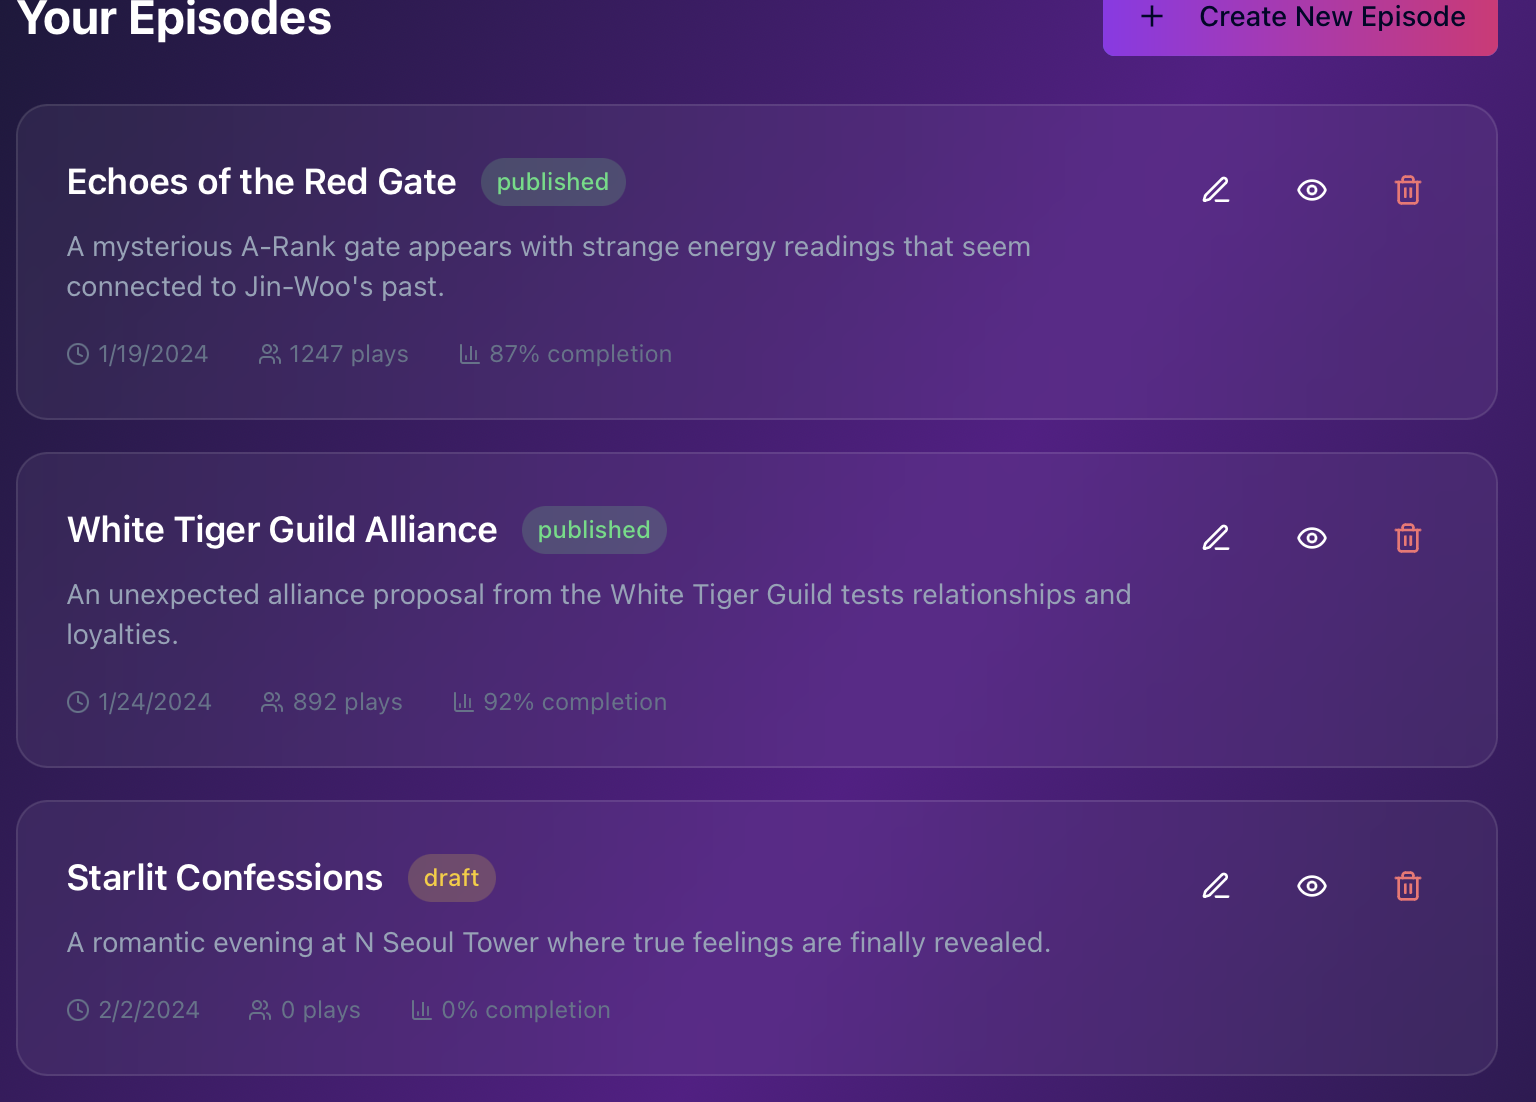 Your Episodes
Create New Episode
Echoes of the Red Gate published
A mysterious A-Rank gate appears with strange energy readings that seem
connected to Jin-Woo's past.
1/19/2024 1247 plays 87% completion
White Tiger Guild Alliance published
An unexpected alliance proposal from the White Tiger Guild tests relationships and
loyalties.
1/24/2024 892 plays 92% completion
Starlit Confessions draft
A romantic evening at N Seoul Tower where true feelings are finally revealed.
2/2/2024 0 plays 0% completion